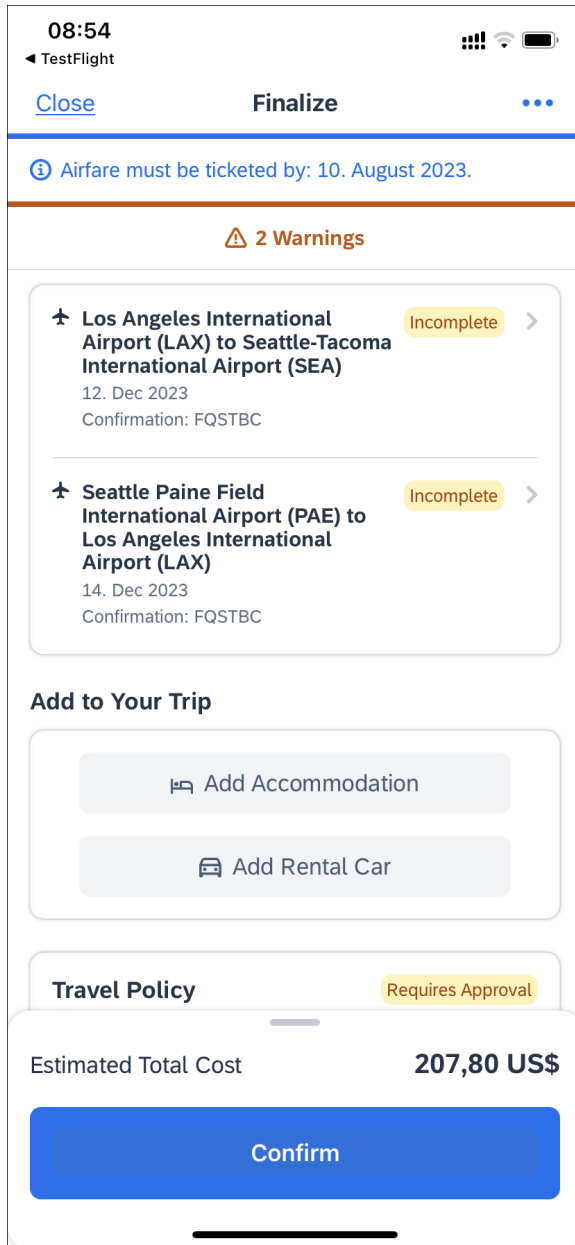 08:54
◀ TestFlight
Close
Finalize
Airfare must be ticketed by: 10. August 2023.
2 Warnings
Los Angeles International
Airport (LAX) to Seattle-Tacoma
International Airport (SEA)
Incomplete
12. Dec 2023
Confirmation: FQSTBC
Seattle Paine Field
International Airport (PAE) to
Los Angeles International
Airport (LAX)
Incomplete
14. Dec 2023
Confirmation: FQSTBC
Add to Your Trip
Add Accommodation
Add Rental Car
Travel Policy
Requires Approval
Estimated Total Cost
207,80 US$
Confirm